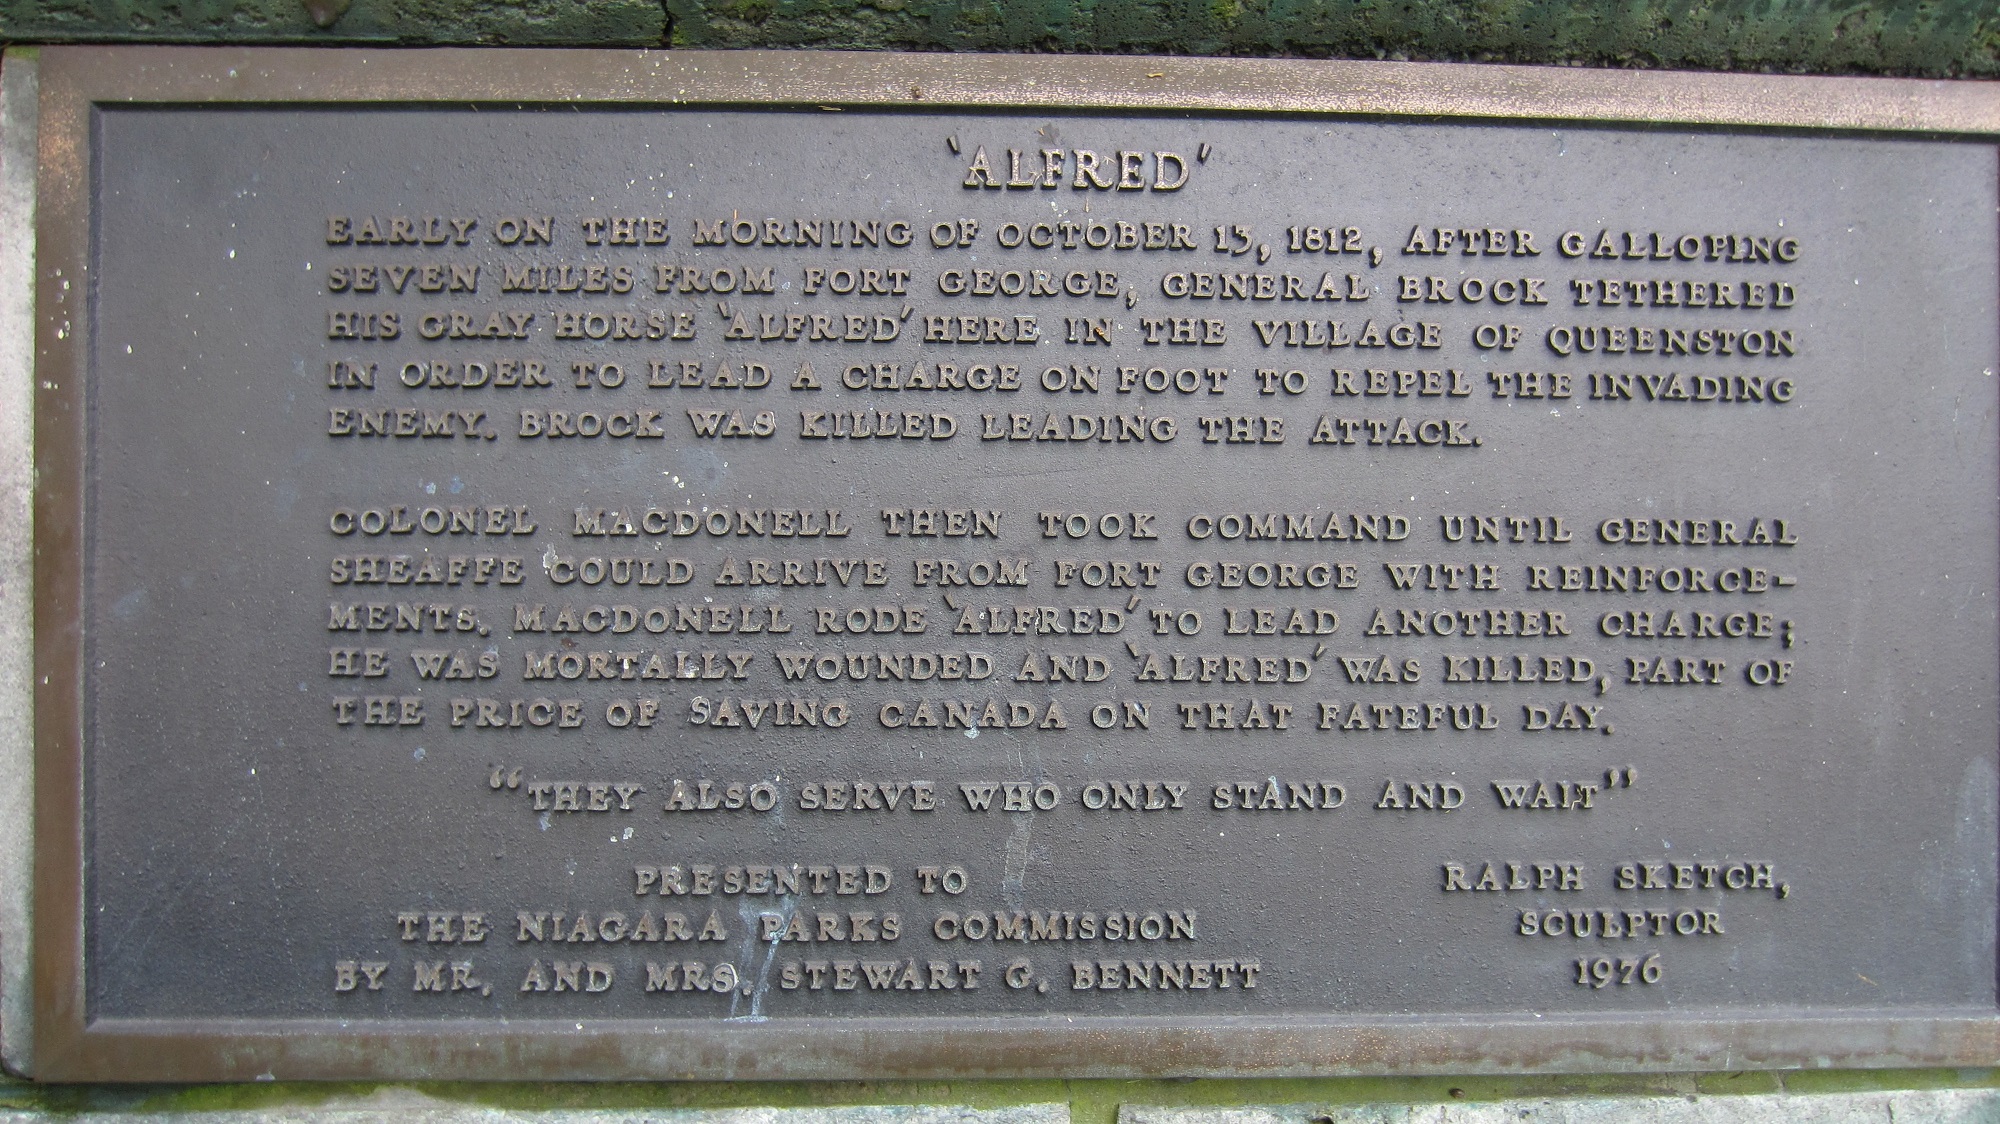 'ALFRED'
EARLY ON THE MORNING OF OCTOBER 13, 1812, AFTER GALLOPING
SEVEN MILES FROM FORT GEORGE, GENERAL BROCK TETHERED
HIS GRAY HORSE 'ALFRED' HERE IN THE VILLAGE OF QUEENSTON
IN ORDER TO LEAD A CHARGE ON FOOT TO REPEL THE INVADING
ENEMY. BROCK WAS KILLED LEADING THE ATTACK.
COLONEL MACDONELL THEN TOOK COMMAND UNTIL GENERAL
SHEAFFE COULD ARRIVE FROM FORT GEORGE WITH REINFORCE-
MENTS. MACDONELL RODE 'ALFRED' TO LEAD ANOTHER CHARGE;
HE WAS MORTALLY WOUNDED AND 'ALFRED' WAS KILLED, PART OF
THE PRICE OF SAVING CANADA ON THAT FATEFUL DAY.
"THEY ALSO SERVE WHO ONLY STAND AND WAIT"
PRESENTED TO
THE NIAGARA PARKS COMMISSION
BY MR. AND MRS. STEWART G. BENNETT
RALPH SKETCH,
SCULPTOR
1976